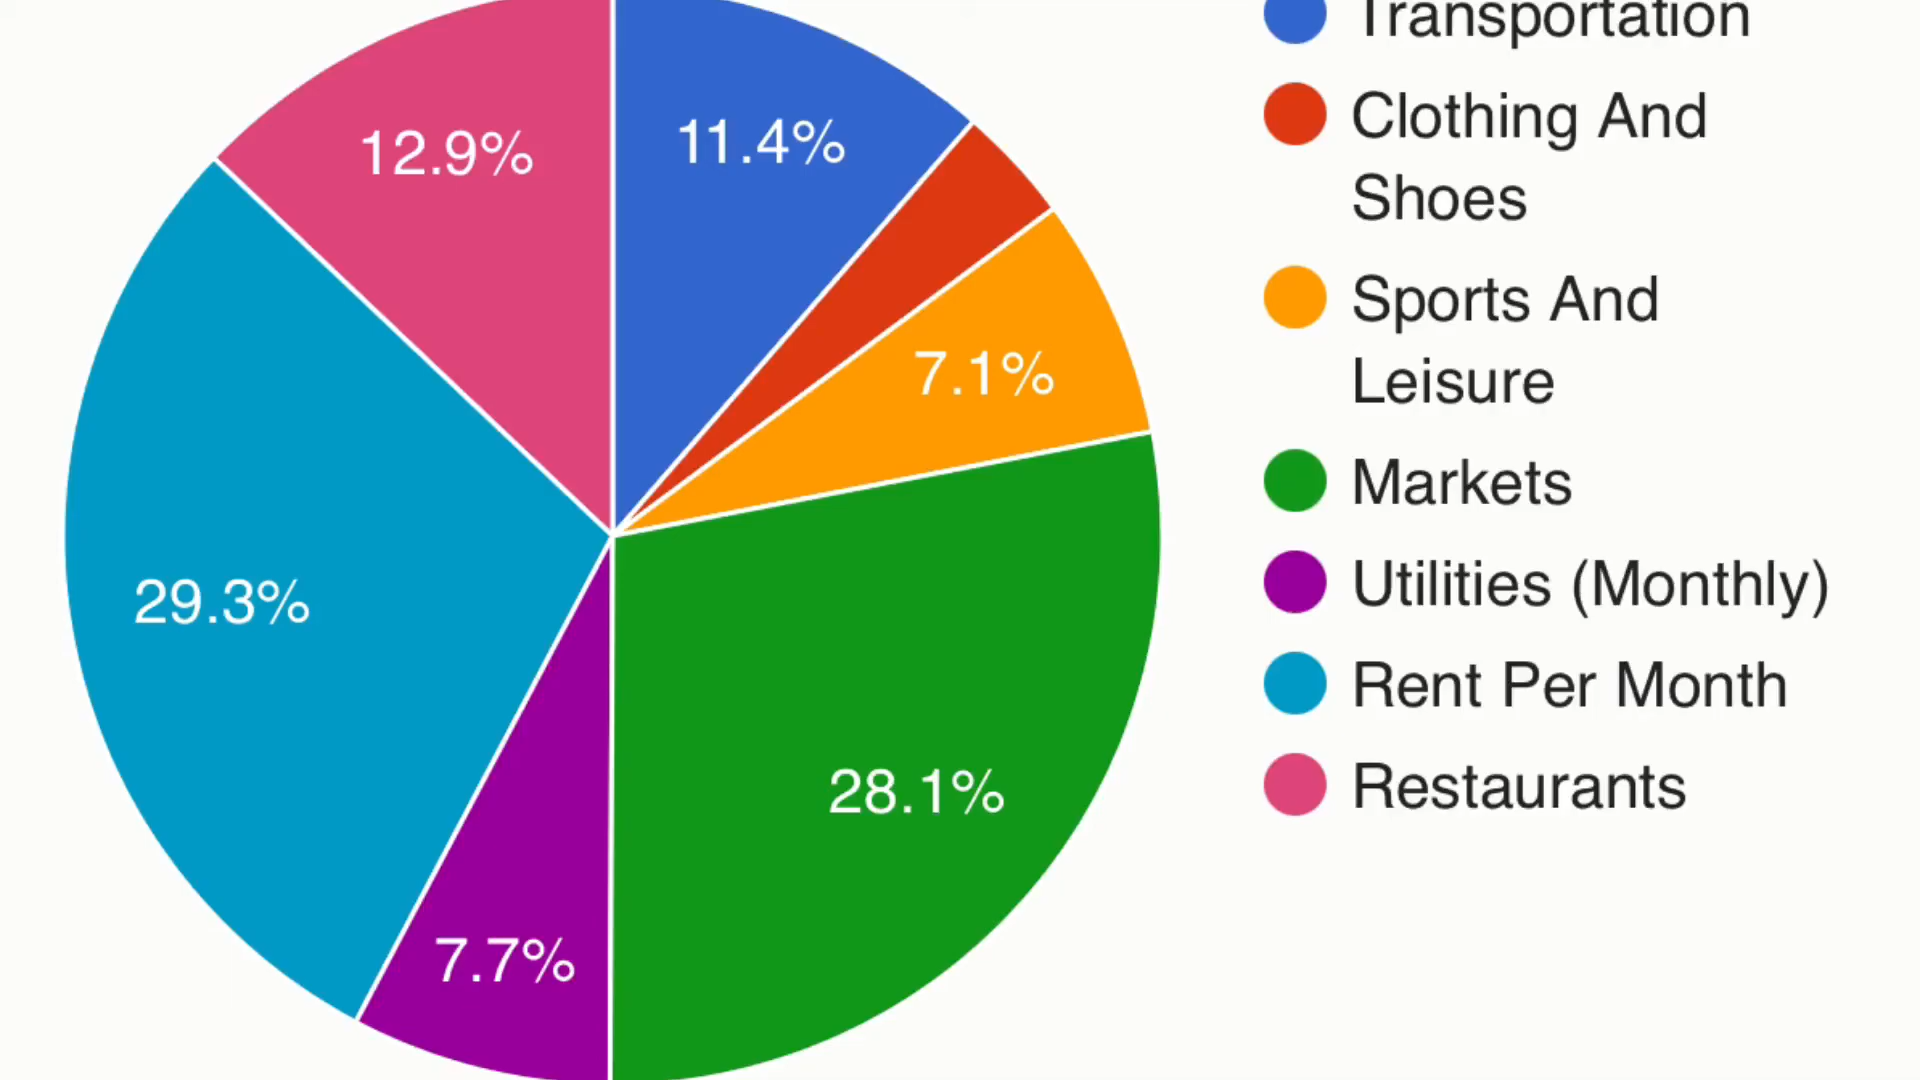 12.9%
11.4%
7.1%
29.3%
28.1%
7.7%
Transportation
Clothing And
Shoes
Sports And
Leisure
Markets
Utilities (Monthly)
Rent Per Month
Restaurants